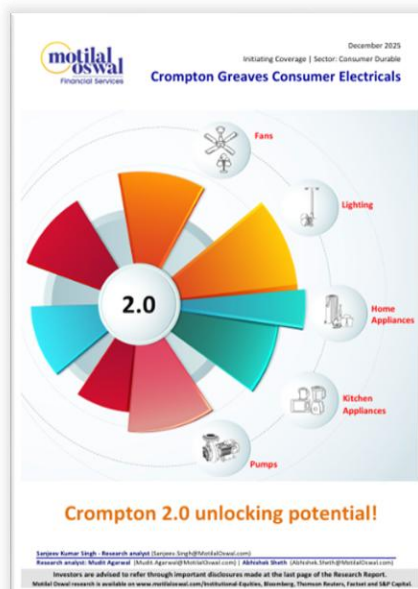 motilal
oswal
Financial Services
December 2025
Initiating Coverage | Sector: Consumer Durable
Crompton Greaves Consumer Electricals
Fans
Lighting
2.0
Home
Appliances
Kitchen
Appliances
Pumps
Crompton 2.0 unlocking potential!
Sanjeev Kumar Singh - Research analyst (Sanjeev.Singh@MotilalOswal.com)
Research analyst: Mudit Agarwal (Mudit.Agarwal@MotilalOswal.com) | Abhishek Sheth (Abhishek.Sheth@MotilalOswal.com)
Investors are advised to refer through important disclosures made at the last page of the Research Report.
Motilal Oswal research is available on www.motilaloswal.com/Institutional-Equities, Bloomberg, Thomson Reuters, Factset and S&P Capital.